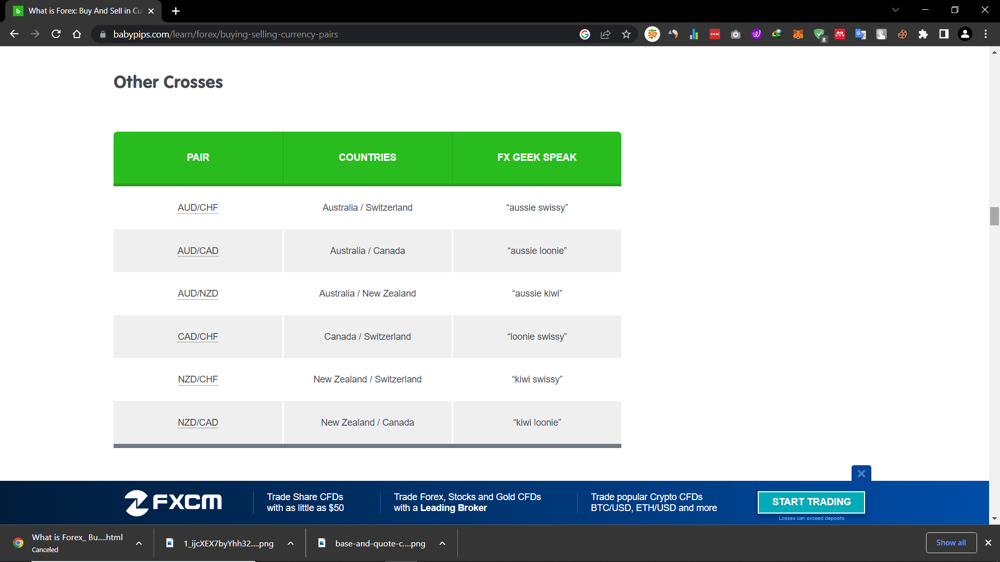 What is Forex: Buy And Sell in Cu
babypips.com/learn/forex/buying-selling-currency-pairs
8
Other Crosses
PAIR COUNTRIES FX GEEK SPEAK
AUD/CHF Australia / Switzerland “aussie swissy”
AUD/CAD Australia / Canada “aussie loonie”
AUD/NZD Australia / New Zealand “aussie kiwi”
CAD/CHF Canada / Switzerland “loonie swissy”
NZD/CHF New Zealand / Switzerland “kiwi swissy”
NZD/CAD New Zealand / Canada “kiwi loonie”
FXCM
Trade Share CFDs
with as little as $50
Trade Forex, Stocks and Gold CFDs
with a Leading Broker
Trade popular Crypto CFDs
BTC/USD, ETH/USD and more
START TRADING
Losses can exceed deposits
What is Forex_ Bu....html
Canceled
1_ijcXEX7byYhh32....png
base-and-quote-c....png
Show all